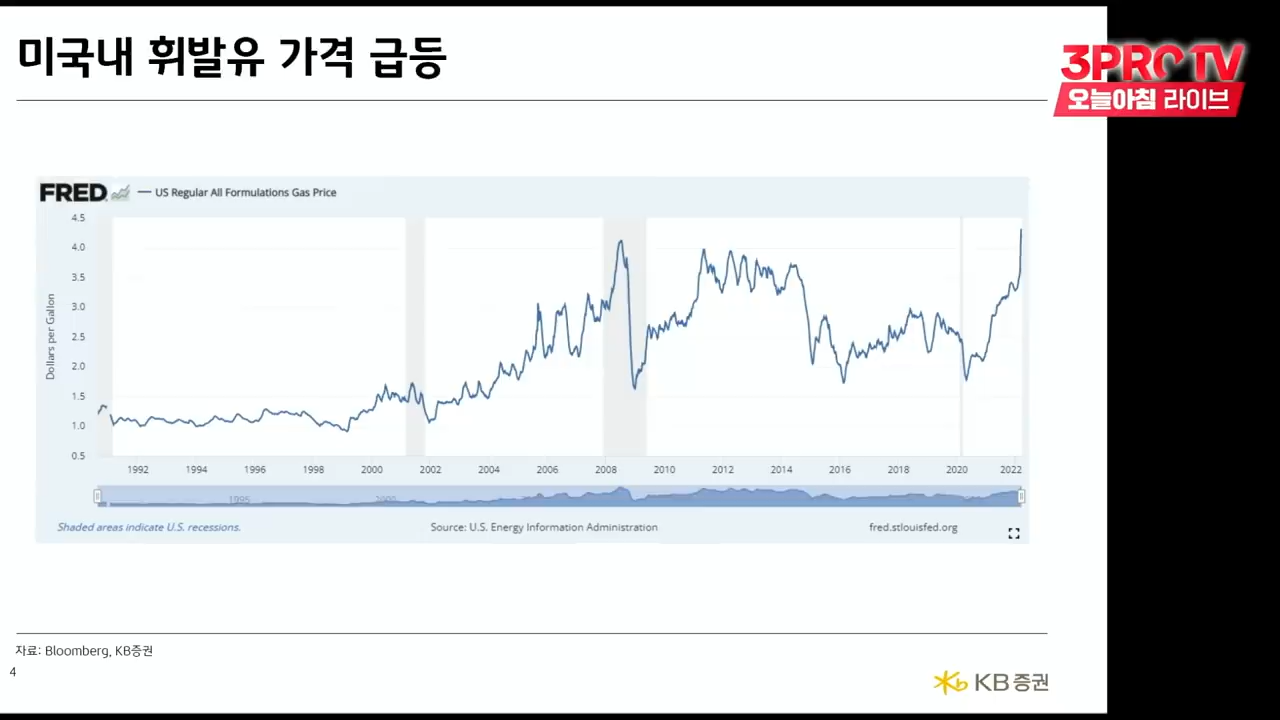 미국내 휘발유 가격 급등
3PROTV
오늘아침 라이브
FRED
US Regular All Formulations Gas Price
Dollars per Gallon
4.5
4.0
3.5
3.0
2.5
2.0
1.5
1.0
0.5
1992 1994 1996 1998 2000 2002 2004 2006 2008 2010 2012 2014 2016 2018 2020 2022
1995 2000
Shaded areas indicate U.S. recessions.
Source: U.S. Energy Information Administration
fred.stlouisfed.org
자료: Bloomberg, KB증권
4
KB증권